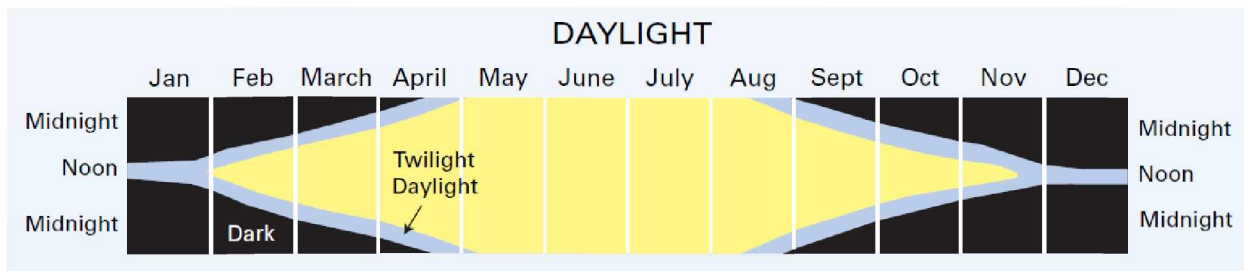 DAYLIGHT
Jan Feb March April May June July Aug Sept Oct Nov Dec
Midnight Midnight
Noon Twilight Noon
Daylight
Midnight Dark Midnight